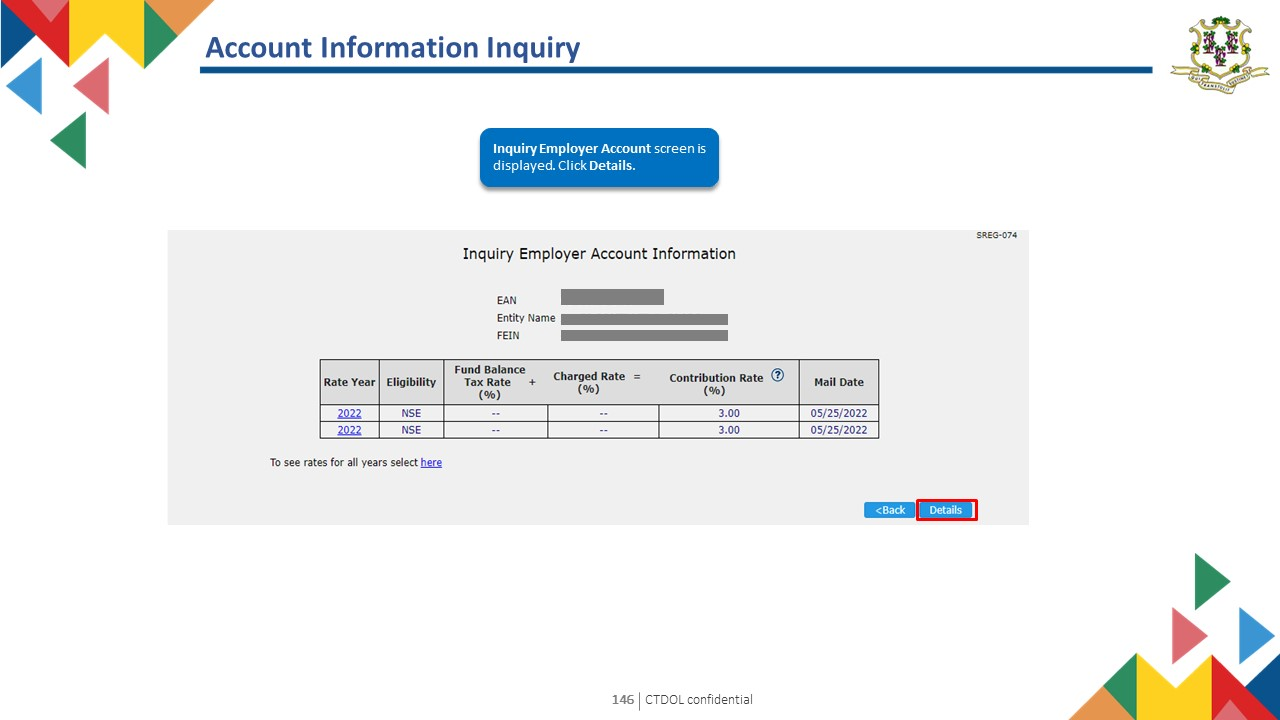 Account Information Inquiry
Inquiry Employer Account screen is
displayed. Click Details.
SREG-074
Inquiry Employer Account Information
EAN
Entity Name
FEIN
Rate Year Eligibility Fund Balance Tax Rate (%) + Charged Rate (%) = Contribution Rate (%) ? Mail Date
2022 NSE -- -- 3.00 05/25/2022
2022 NSE -- -- 3.00 05/25/2022
To see rates for all years select here
<Back Details
146 CTDOL confidential